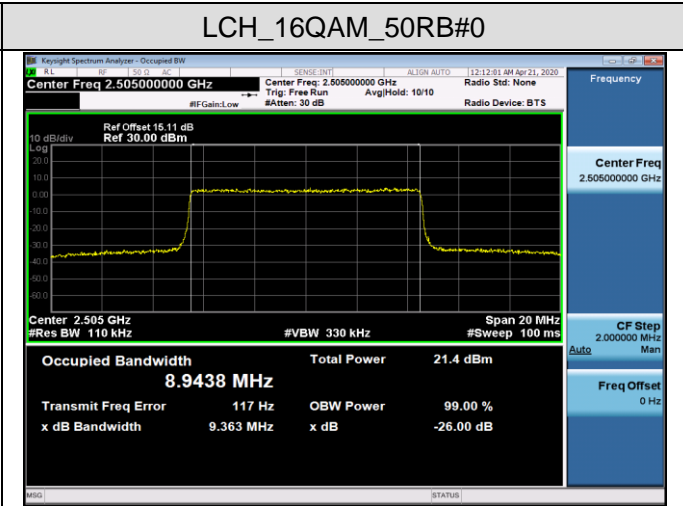 LCH_16QAM_50RB#0
Keysight Spectrum Analyzer - Occupied BW
RL RF 50 Ω AC SENSE:INT ALIGN AUTO 12:12:01 AM Apr 21, 2020
Center Freq 2.505000000 GHz Center Freq: 2.505000000 GHz Radio Std: None Frequency
Trig: Free Run Avg|Hold: 10/10
#IFGain:Low #Atten: 30 dB Radio Device: BTS
Ref Offset 15.11 dB
10 dB/div Ref 30.00 dBm
Log
20.0
10.0
0.00
-10.0
-20.0
-30.0
-40.0
-50.0
-60.0
Center Freq
2.505000000 GHz
Center 2.505 GHz Span 20 MHz
#Res BW 110 kHz #VBW 330 kHz #Sweep 100 ms
CF Step
2.000000 MHz
Auto Man
Occupied Bandwidth Total Power 21.4 dBm
8.9438 MHz
Freq Offset
0 Hz
Transmit Freq Error 117 Hz OBW Power 99.00 %
x dB Bandwidth 9.363 MHz x dB -26.00 dB
MSG STATUS